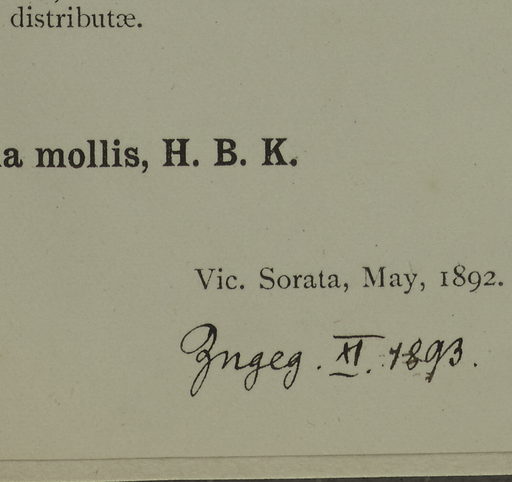 distributæ.
a mollis, H. B. K.
Vic. Sorata, May, 1892.
Zngeg. XI. 1893.